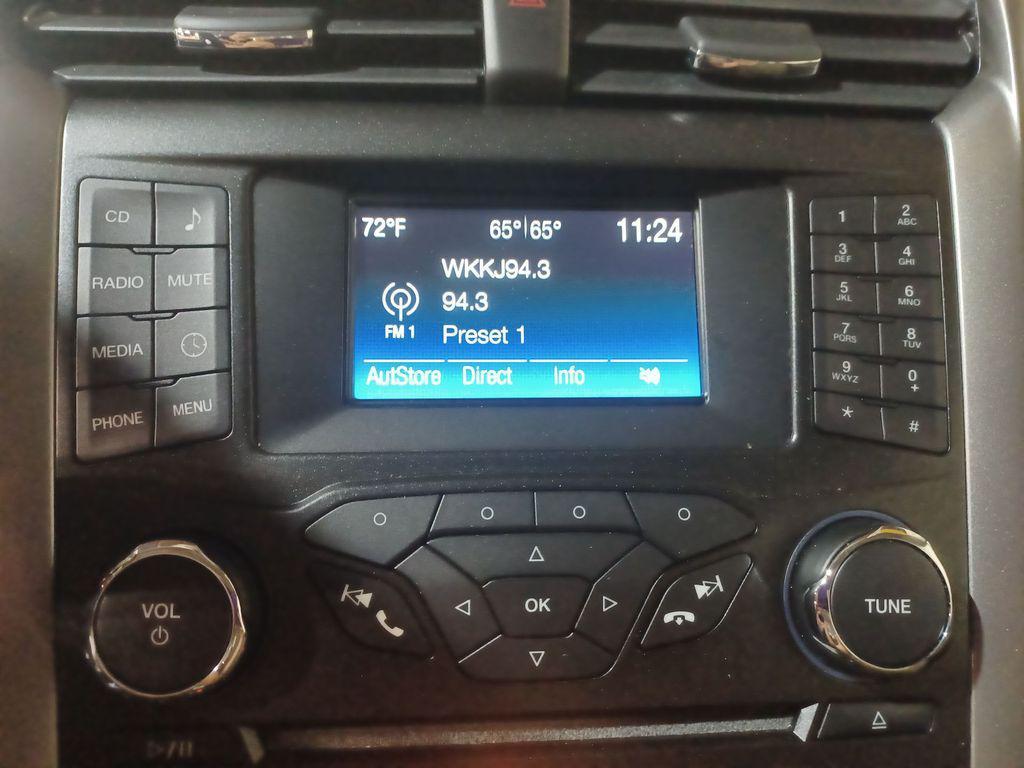 72°F 65°|65° 11:24
WKKJ94.3
94.3
FM 1
Preset 1
AutStore Direct Info
CD
RADIO MUTE
MEDIA
PHONE MENU
1 2 ABC
3 DEF 4 GHI
5 JKL 6 MNO
7 PQRS 8 TUV
9 WXYZ 0 +
* #
VOL
OK
TUNE